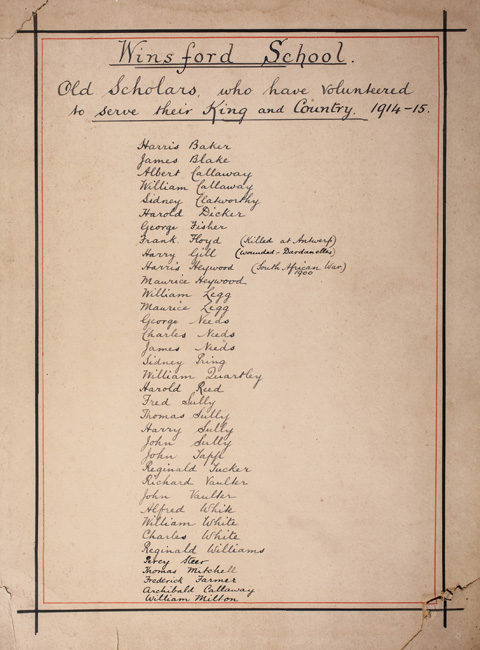 Winsford School.
Old Scholars, who have volunteered
to serve their King and Country. 1914-15.
Harris Baker
James Blake
Albert Callaway
William Callaway
Sidney Clatworthy
Harold Dicker
George Fisher
Frank Floyd (Killed at Antwerp)
Harry Gill (Wounded - Dardanelles)
Harris Heywood (South African War)
1900
Maurice Heywood
William Legg
Maurice Legg
George Needs
Charles Needs
James Needs
Sidney Pring
William Quartley
Harold Reed
Fred Sully
Thomas Sully
Harry Sully
John Sully
John Tapp
Reginald Tucker
Richard Vaulter
John Vaulter
Alfred White
William White
Charles White
Reginald Williams
Percy Steer
Thomas Mitchell
Frederick Farmer
Archibald Callaway
William Milton